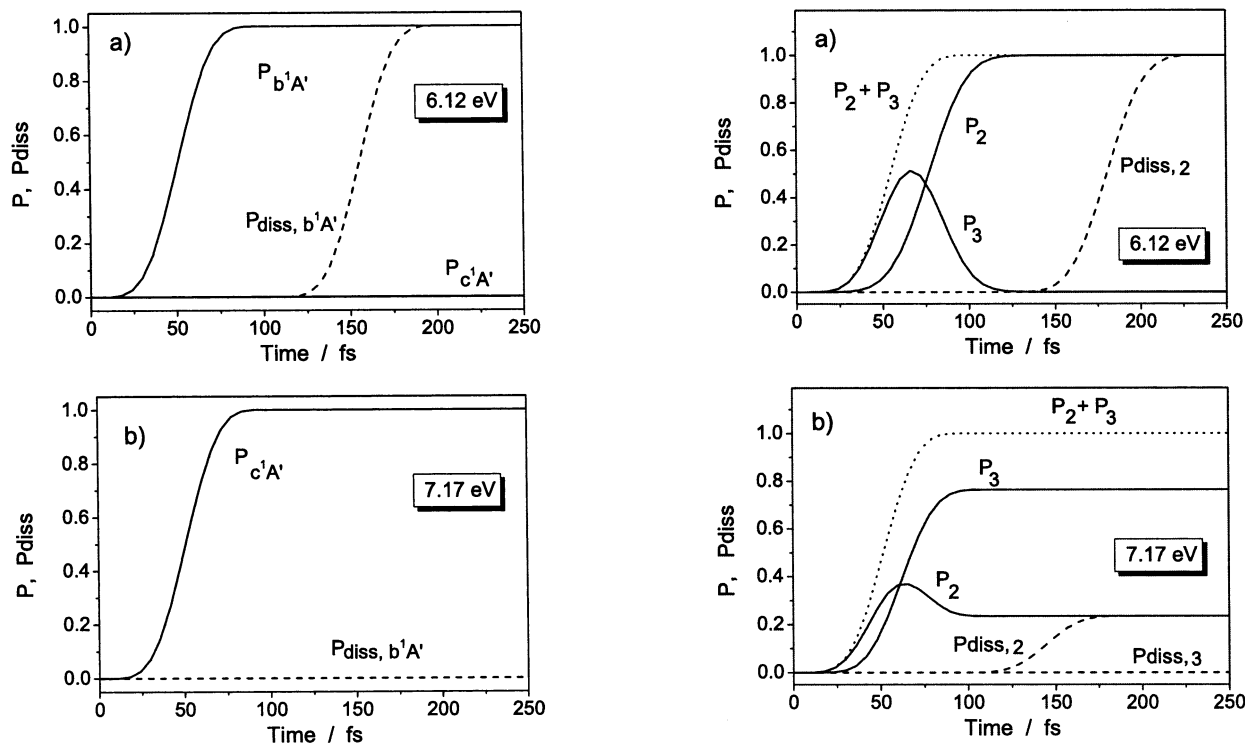 a)
P, Pdiss
1.0
0.8
0.6
0.4
0.2
0.0
P b¹A'
6.12 eV
P diss, b¹A'
P c¹A'
0 50 100 150 200 250
Time / fs
a)
P, Pdiss
1.0
0.8
0.6
0.4
0.2
0.0
P₂ + P₃
P₂
Pdiss, 2
P₃
6.12 eV
0 50 100 150 200 250
Time / fs
b)
P, Pdiss
1.0
0.8
0.6
0.4
0.2
0.0
P c¹A'
7.17 eV
Pdiss, b¹A'
0 50 100 150 200 250
Time / fs
b)
P, Pdiss
1.0
0.8
0.6
0.4
0.2
0.0
P₂ + P₃
P₃
7.17 eV
P₂
Pdiss, 2
Pdiss, 3
0 50 100 150 200 250
Time / fs